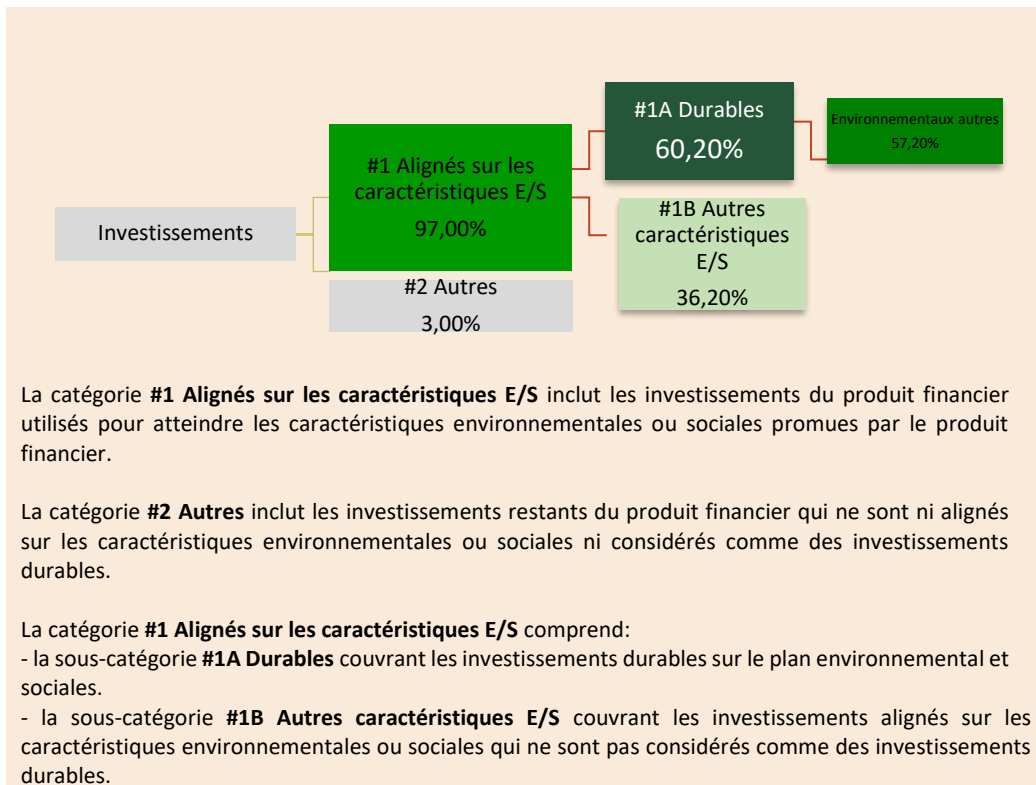 #1A Durables
60,20%
Environnementaux autres
57,20%
#1 Alignés sur les
caractéristiques E/S
97,00%
Investissements
#1B Autres
caractéristiques
E/S
36,20%
#2 Autres
3,00%
La catégorie #1 Alignés sur les caractéristiques E/S inclut les investissements du produit financier
utilisés pour atteindre les caractéristiques environnementales ou sociales promues par le produit
financier.
La catégorie #2 Autres inclut les investissements restants du produit financier qui ne sont ni alignés
sur les caractéristiques environnementales ou sociales ni considérés comme des investissements
durables.
La catégorie #1 Alignés sur les caractéristiques E/S comprend:
- la sous-catégorie #1A Durables couvrant les investissements durables sur le plan environnemental et
sociales.
- la sous-catégorie #1B Autres caractéristiques E/S couvrant les investissements alignés sur les
caractéristiques environnementales ou sociales qui ne sont pas considérés comme des investissements
durables.